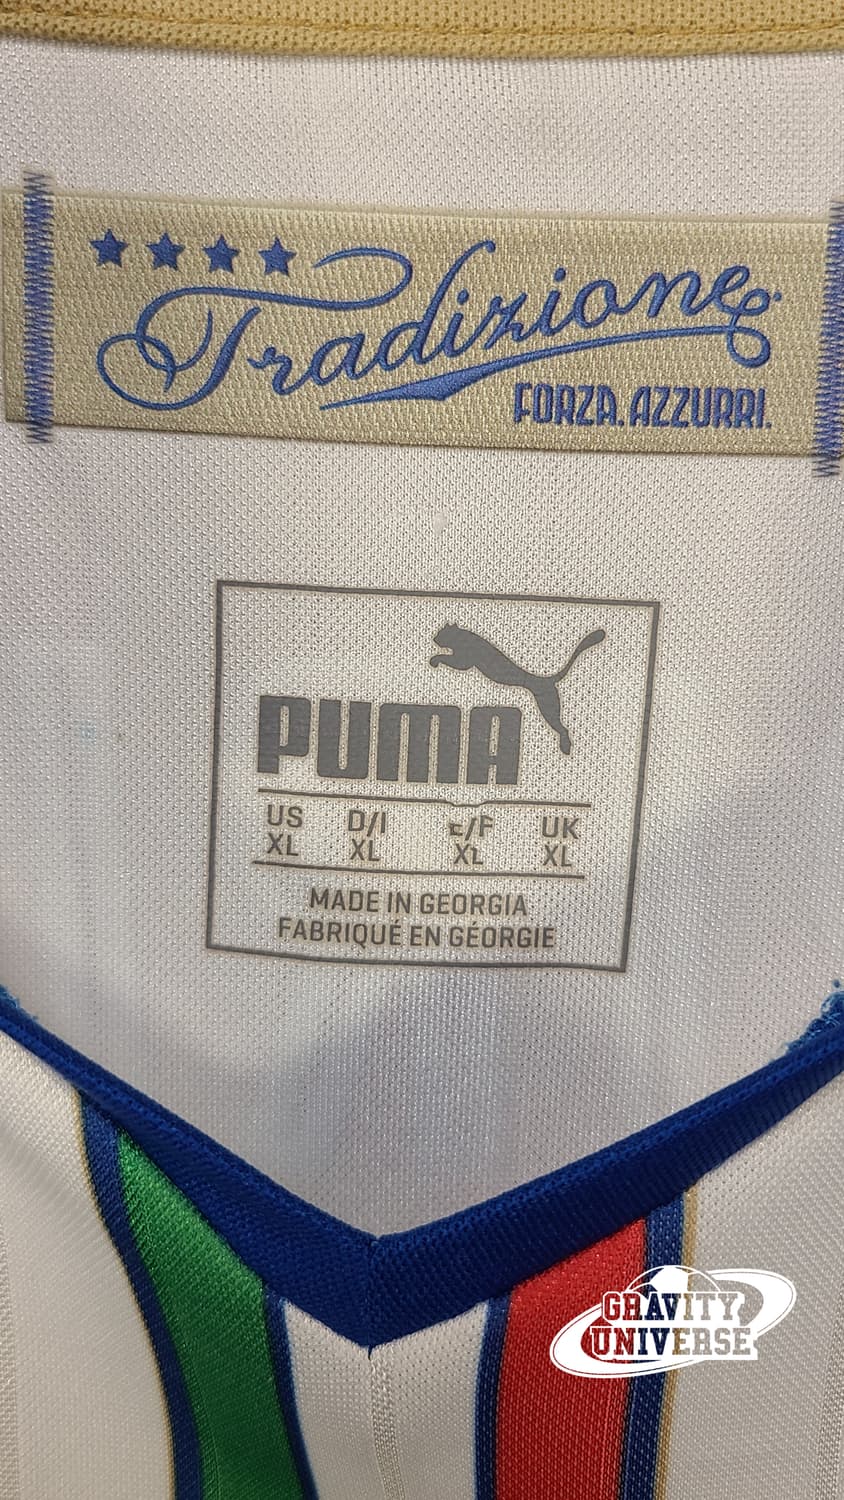 Tradizione
FORZA. AZZURRI.
PUMA
US D/I E/F UK
XL XL XL XL
MADE IN GEORGIA
FABRIQUÉ EN GÉORGIE
GRAVITY
UNIVERSE